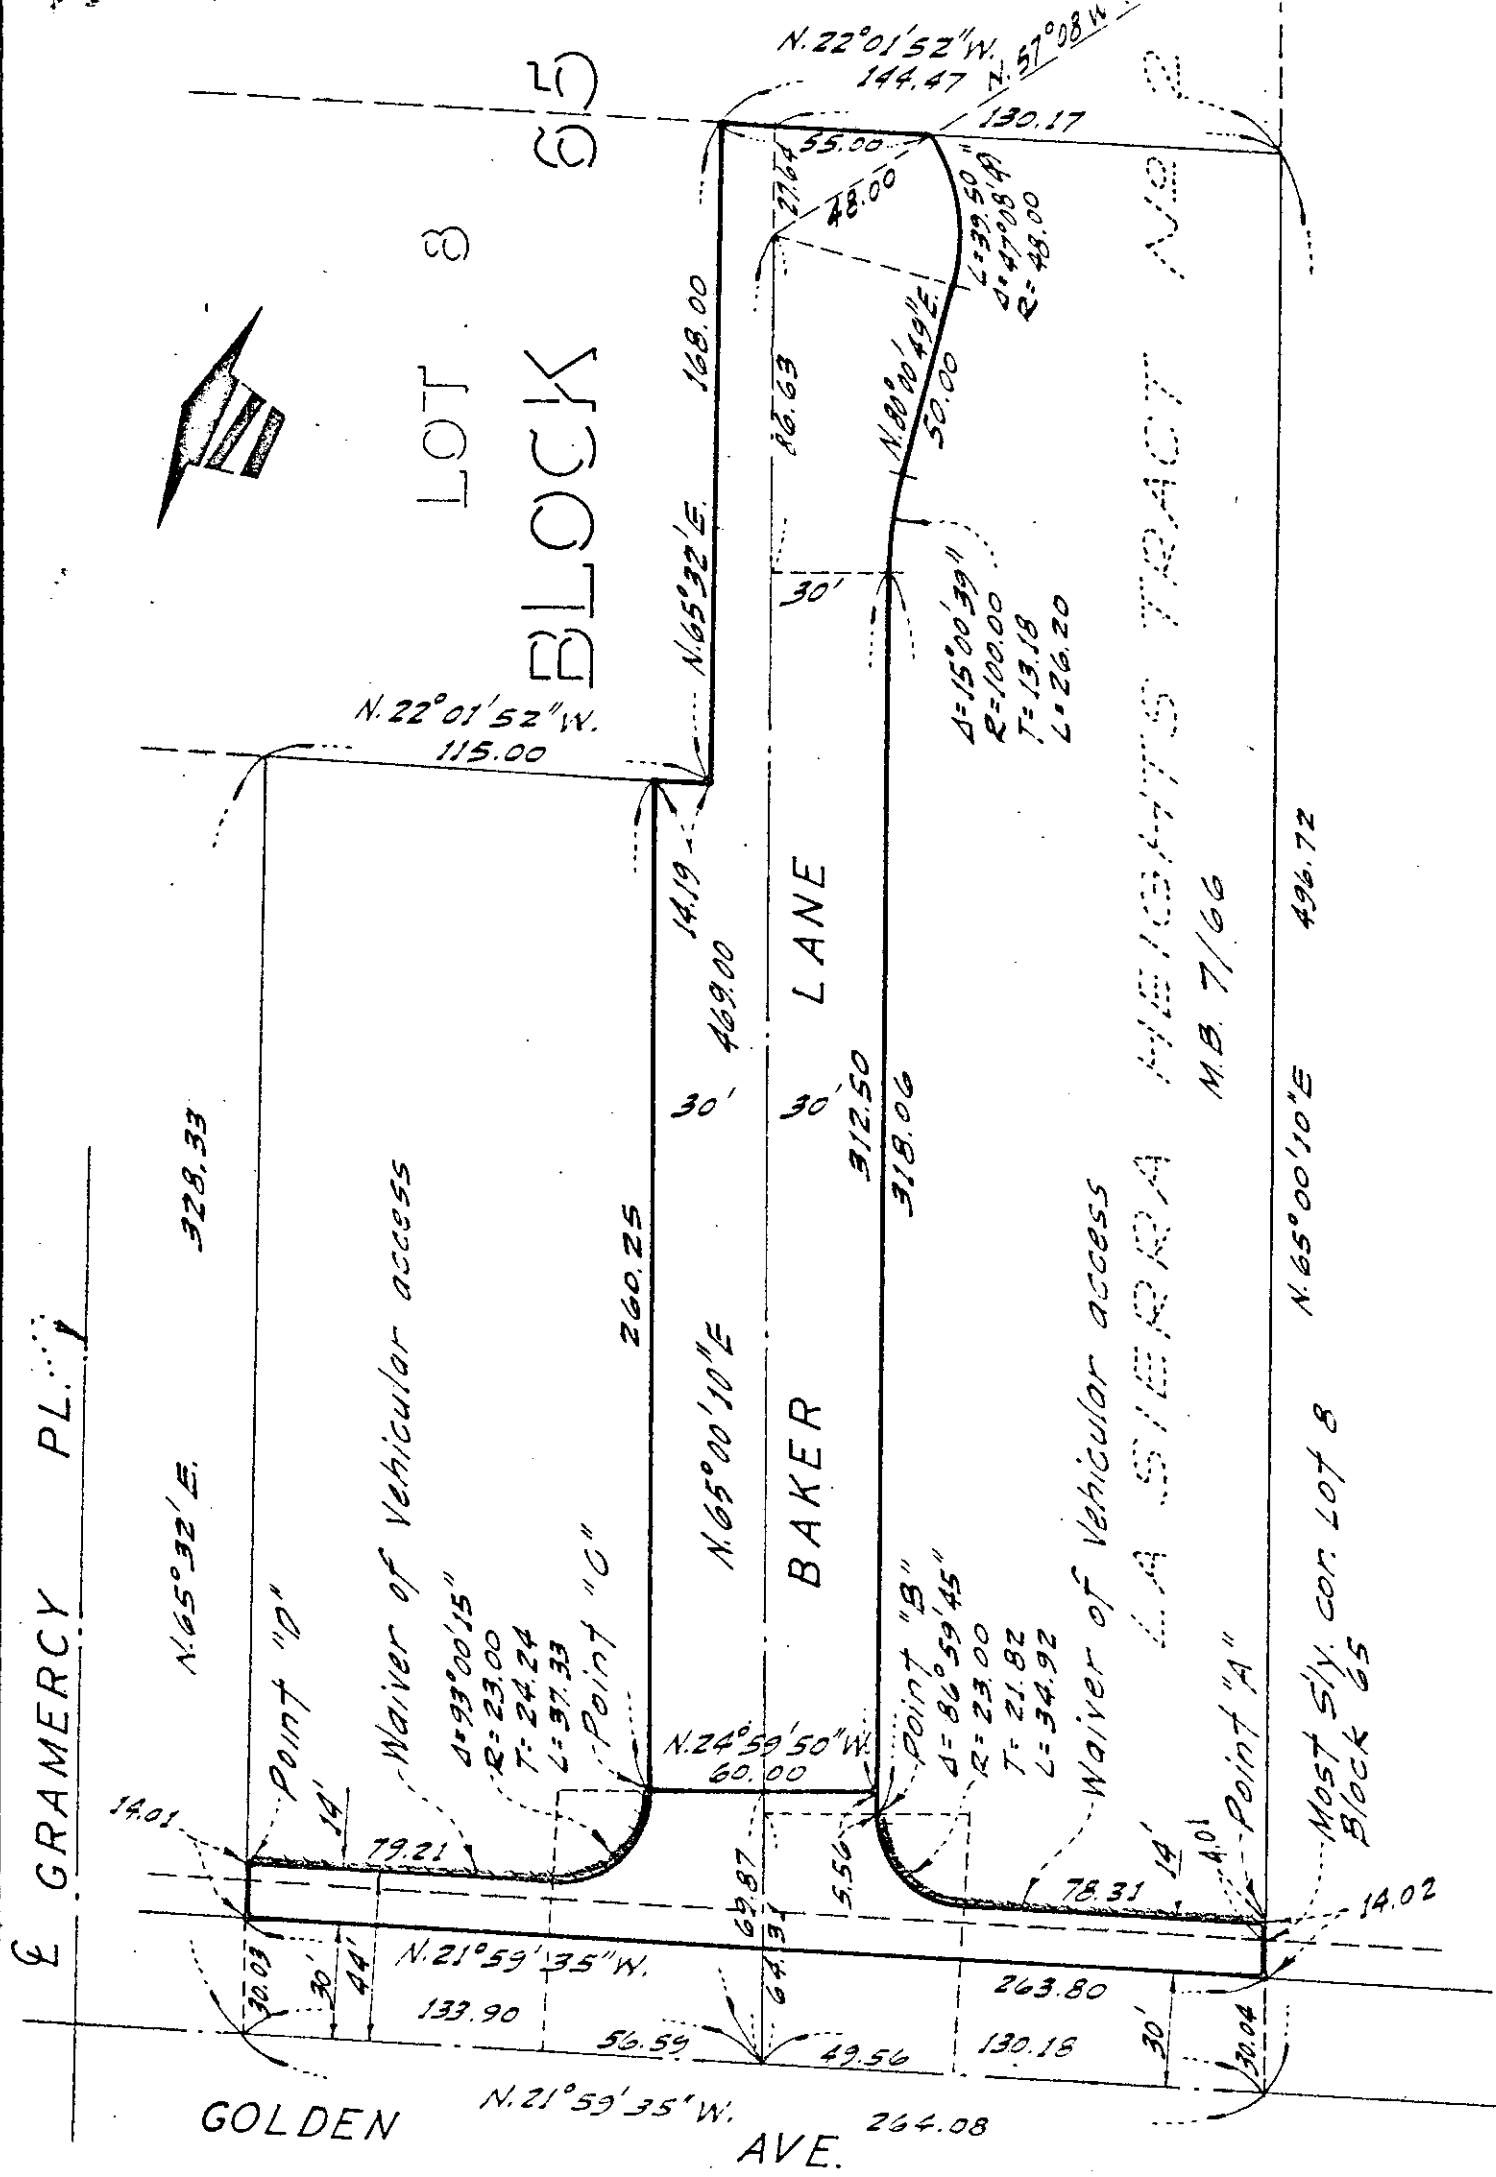 N.22°01'52"W.
144.47
57°08'W
130.17
55.00
27.64
48.00
L=39.50
Δ=47°08'49"
R=48.00
LOT 8
BLOCK 65
168.00
N.65°32'E.
86.63
N.80°00'49"E.
50.00
30'
Δ=15°00'39"
R=100.00
T=13.18
L=26.20
N.22°01'52"W.
115.00
14.19
469.00
BAKER LANE
30'
30'
312.50
318.06
260.25
N.65°00'10"E
328.33
N.65°32'E.
LA SIERRA HEIGHTS TRACT Nº 2
M.B. 7/66
N.65°00'10"E 496.72
℄ GRAMERCY PL.
Point "D"
Waiver of Vehicular access
Δ=93°00'15"
R=23.00
T=24.24
L=37.33
Point "C"
N.24°59'50"W.
60.00
Point "B"
Δ=86°59'45"
R=23.00
T=21.82
L=34.92
Waiver of Vehicular access
Point "A"
Most S'ly. cor. Lot 8
Block 65
14.01
14'
79.21
69.87
64.31
5.56
78.31
14'
14.02
30.03
30'
44'
N.21°59'35"W.
263.80
133.90
56.59
49.56
130.18
30'
30.04
N.21°59'35"W.
264.08
GOLDEN AVE.